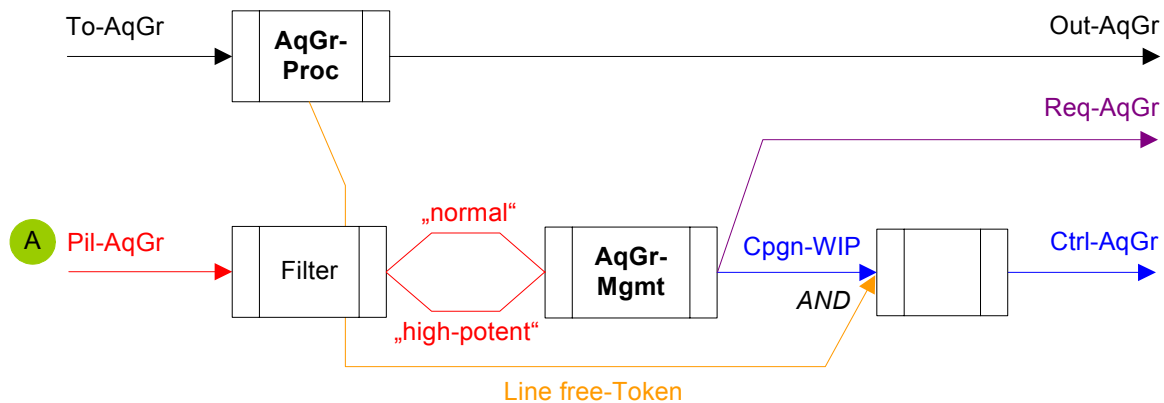 To-AqGr
AqGr-
Proc
Out-AqGr
Req-AqGr
A
Pil-AqGr
Filter
„normal“
„high-potent“
AqGr-
Mgmt
Cpgn-WIP
AND
Ctrl-AqGr
Line free-Token